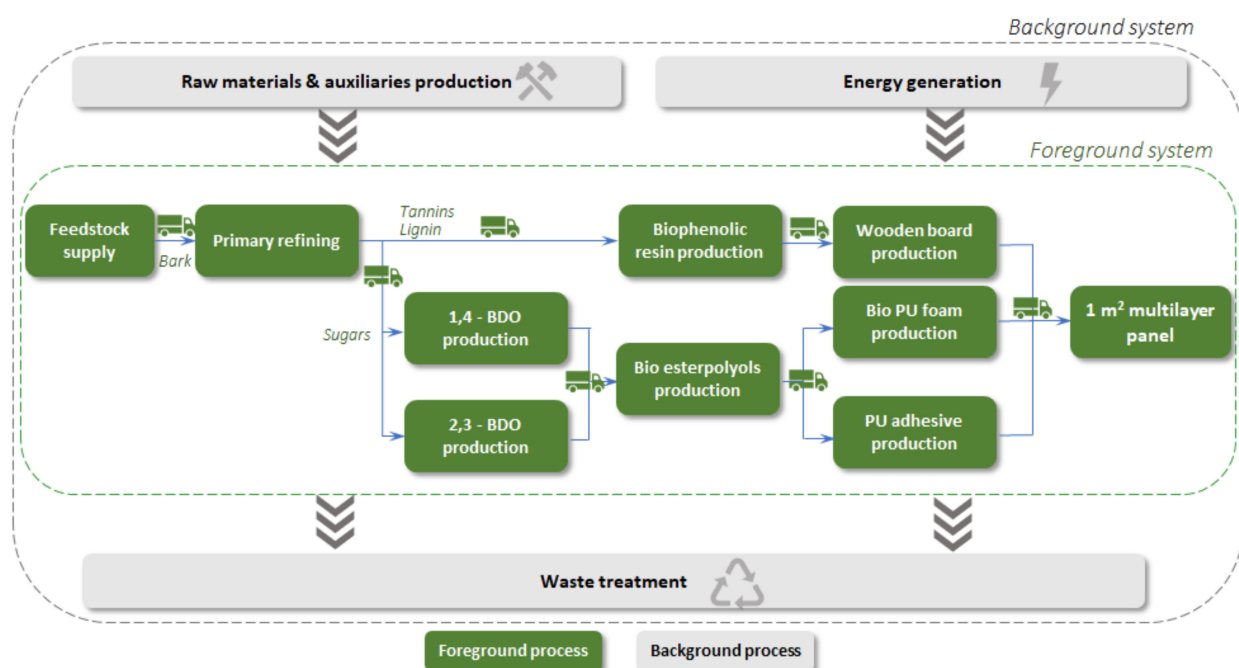 Background system
Raw materials & auxiliaries production
Energy generation
Foreground system
Feedstock
supply
Bark
Primary refining
Tannins
Lignin
Biophenolic
resin production
Wooden board
production
Sugars
1,4 - BDO
production
2,3 - BDO
production
Bio esterpolyols
production
Bio PU foam
production
PU adhesive
production
1 m² multilayer
panel
Waste treatment
Foreground process
Background process